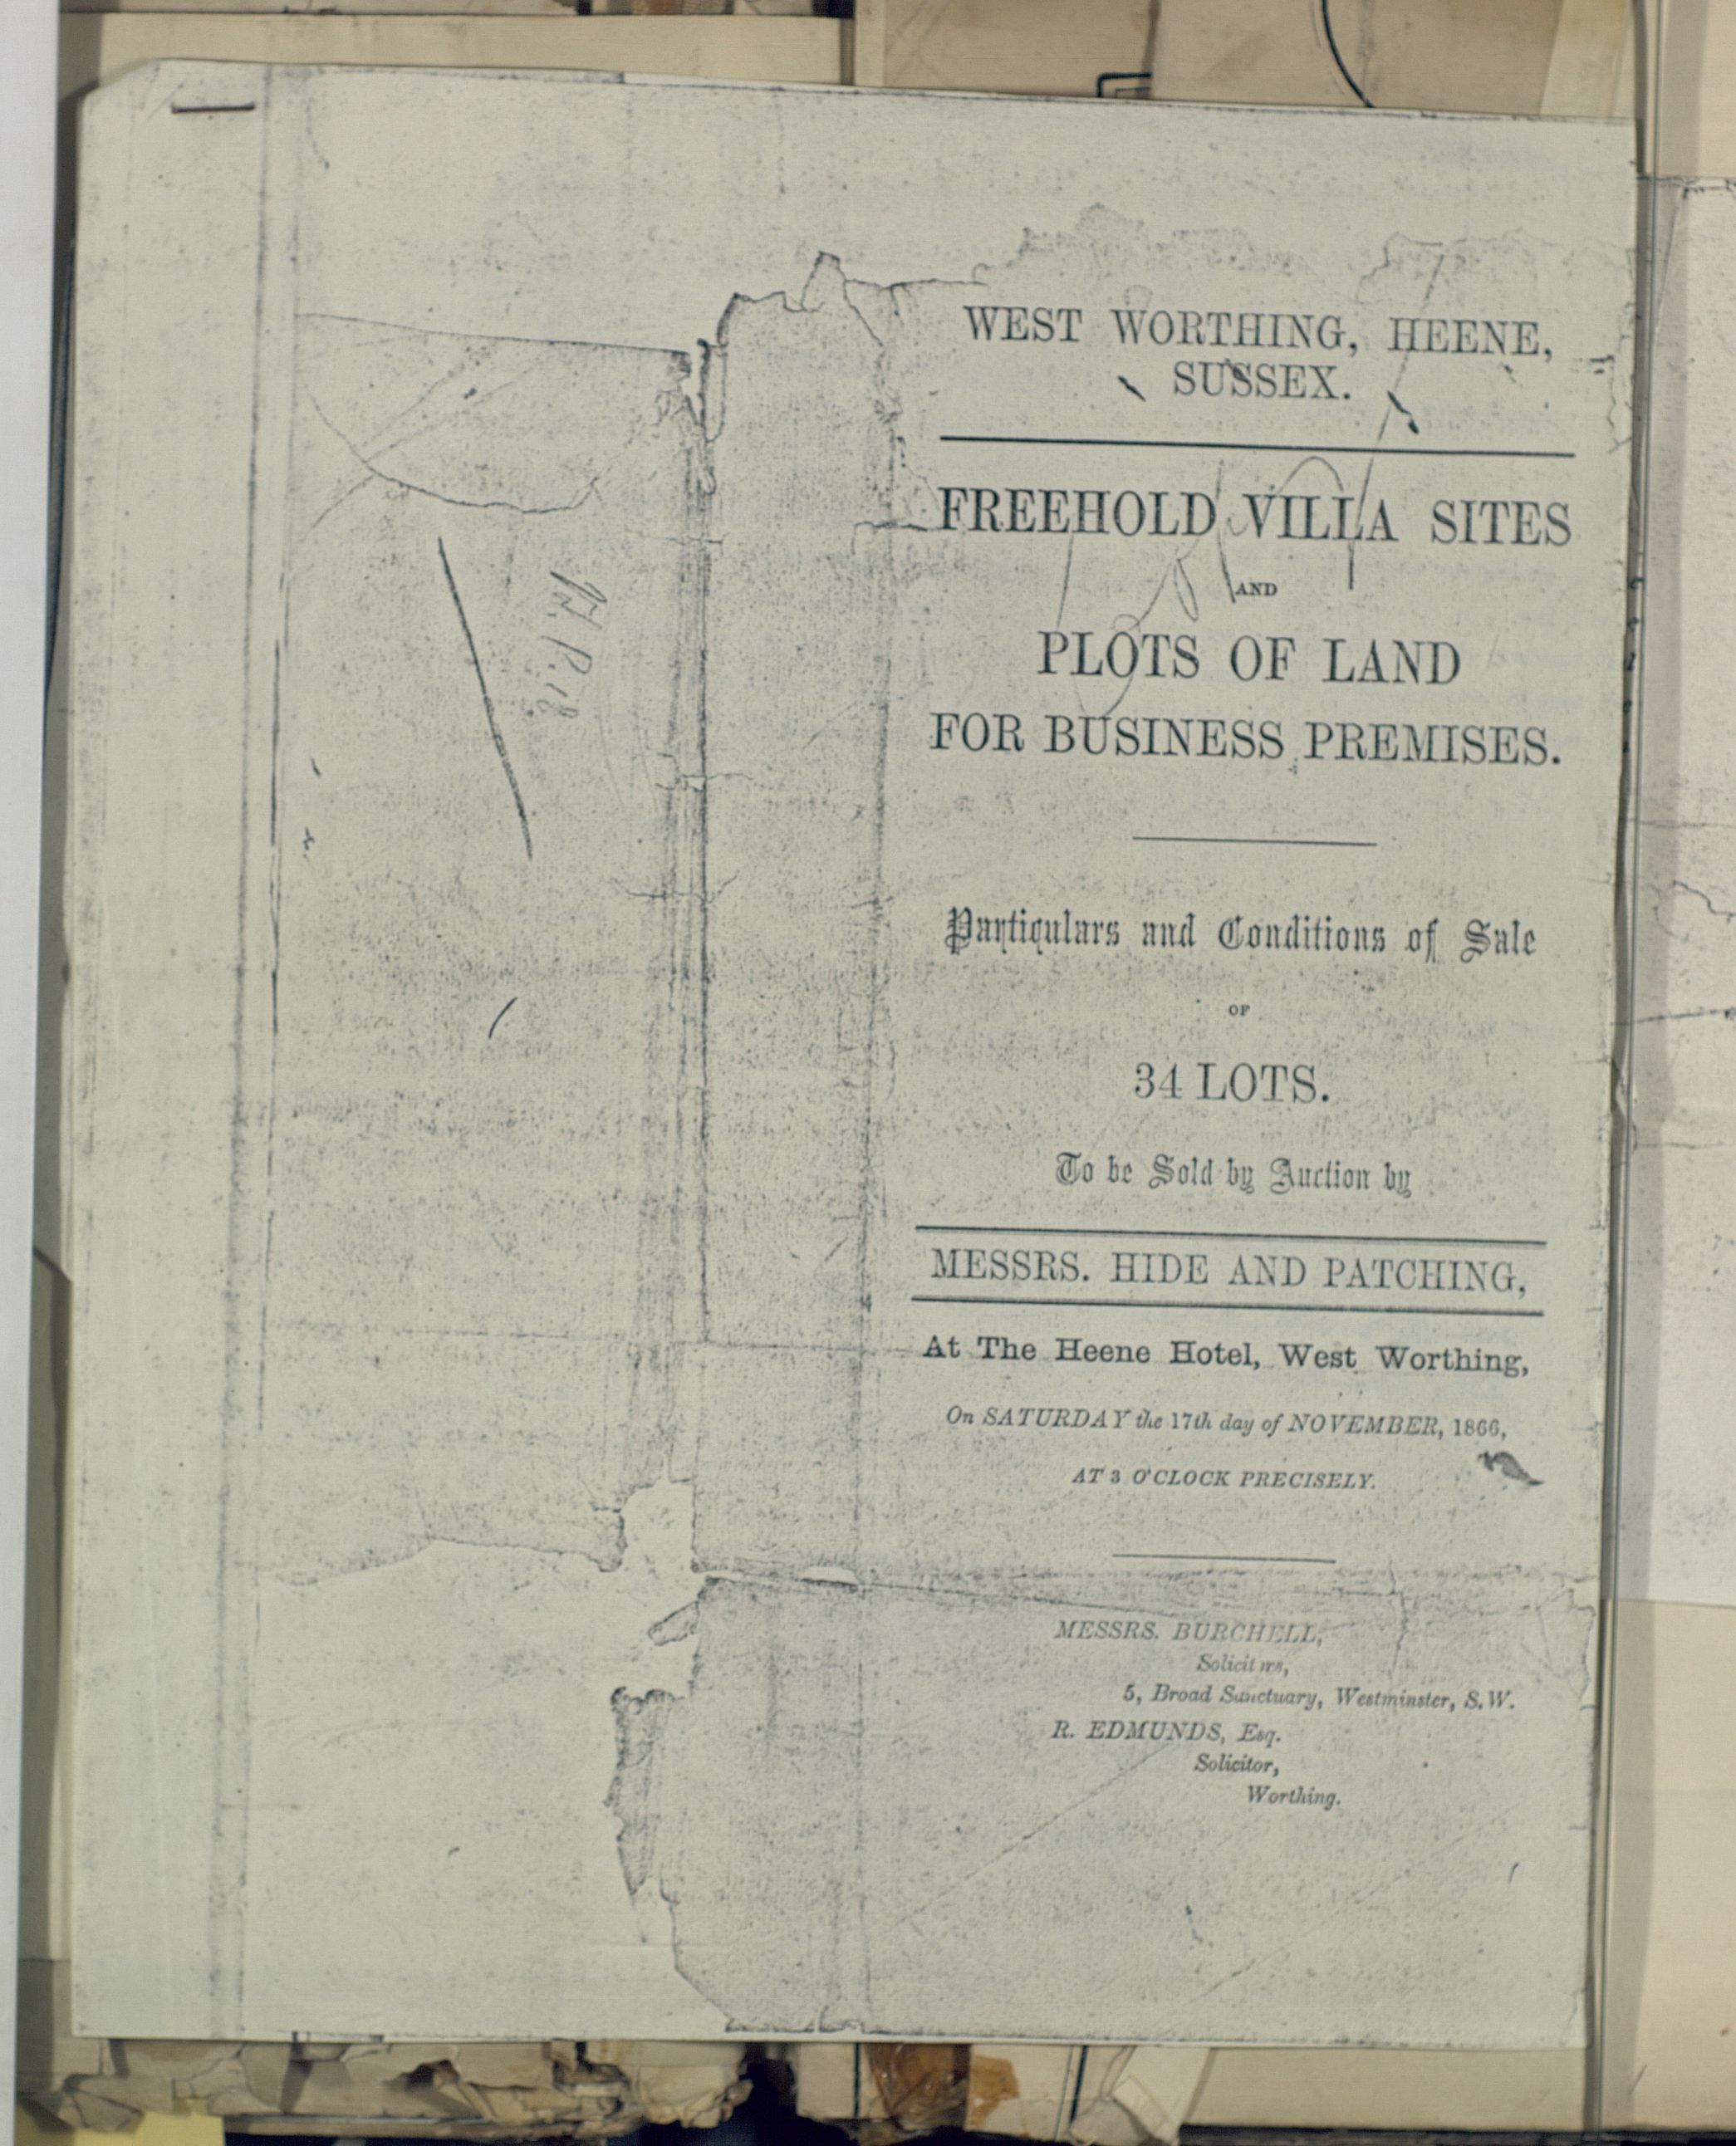 WEST WORTHING, HEENE,
SUSSEX.
FREEHOLD VILLA SITES
AND
PLOTS OF LAND
FOR BUSINESS PREMISES.
Particulars and Conditions of Sale
OF
34 LOTS.
To be Sold by Auction by
MESSRS. HIDE AND PATCHING,
At The Heene Hotel, West Worthing,
On SATURDAY the 17th day of NOVEMBER, 1866,
AT 3 O'CLOCK PRECISELY.
MESSRS. BURCHELL,
Solicitors,
5, Broad Sanctuary, Westminster, S.W.
R. EDMUNDS, Esq.
Solicitor,
Worthing.